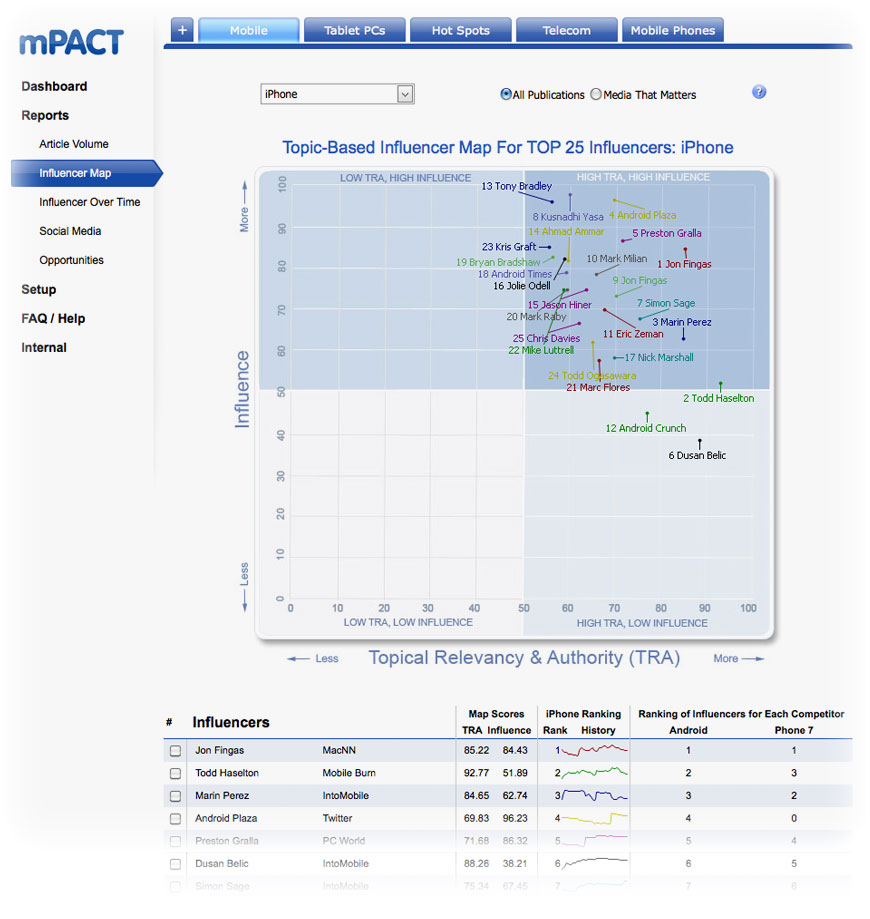 mPACT
+ Mobile Tablet PCs Hot Spots Telecom Mobile Phones
Dashboard
Reports
Article Volume
Influencer Map
Influencer Over Time
Social Media
Opportunities
Setup
FAQ / Help
Internal
iPhone All Publications Media That Matters ?
Topic-Based Influencer Map For TOP 25 Influencers: iPhone
LOW TRA, HIGH INFLUENCE HIGH TRA, HIGH INFLUENCE
13 Tony Bradley
8 Kusnadhi Yasa 4 Android Plaza
14 Ahmad Ammar 5 Preston Gralla
23 Kris Graft
19 Bryan Bradshaw 10 Mark Milian 1 Jon Fingas
18 Android Times
16 Jolie Odell 9 Jon Fingas
15 Jason Hiner 7 Simon Sage
20 Mark Raby 3 Marin Perez
25 Chris Davies 11 Eric Zeman
22 Mike Luttrell 17 Nick Marshall
24 Todd Ogasawara
21 Marc Flores
2 Todd Haselton
12 Android Crunch
6 Dusan Belic
More
Influence
Less
100
90
80
70
60
50
40
30
20
10
0
0 10 20 30 40 50 60 70 80 90 100
LOW TRA, LOW INFLUENCE HIGH TRA, LOW INFLUENCE
Less Topical Relevancy & Authority (TRA) More
Map Scores iPhone Ranking Ranking of Influencers for Each Competitor
# Influencers TRA Influence Rank History Android Phone 7
Jon Fingas MacNN 85.22 84.43 1 1 1
Todd Haselton Mobile Burn 92.77 51.89 2 2 3
Marin Perez IntoMobile 84.65 62.74 3 3 2
Android Plaza Twitter 69.83 96.23 4 4 0
Preston Gralla PC World 71.68 86.32 5 5 4
Dusan Belic IntoMobile 88.26 38.21 6 6 5
Simon Sage IntoMobile 75.34 67.45 7 7 6